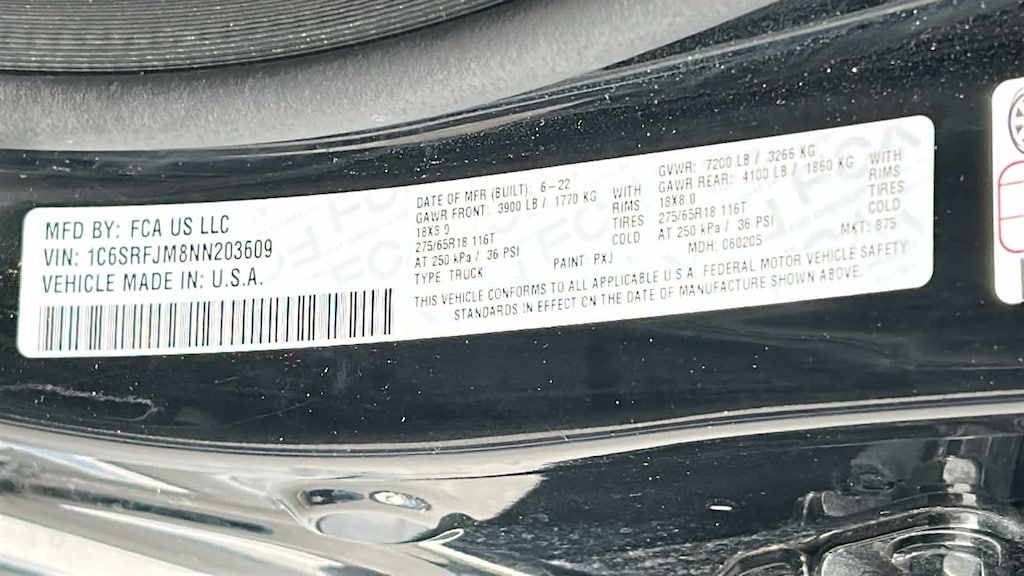 MFD BY: FCA US LLC
VIN: 1C6SRFJM8NN203609
VEHICLE MADE IN: U.S.A.
DATE OF MFR (BUILT): 6-22
GAWR FRONT: 3900 LB / 1770 KG WITH
18X8.0 RIMS
275/65R18 116T TIRES
AT 250 kPa / 36 PSI COLD
TYPE TRUCK PAINT PXJ
GVWR: 7200 LB / 3266 KG
GAWR REAR: 4100 LB / 1860 KG WITH
18X8.0 RIMS
275/65R18 116T TIRES
AT 250 kPa / 36 PSI COLD
MDH: 060205 MKT: 875
THIS VEHICLE CONFORMS TO ALL APPLICABLE U.S.A. FEDERAL MOTOR VEHICLE SAFETY
STANDARDS IN EFFECT ON THE DATE OF MANUFACTURE SHOWN ABOVE.